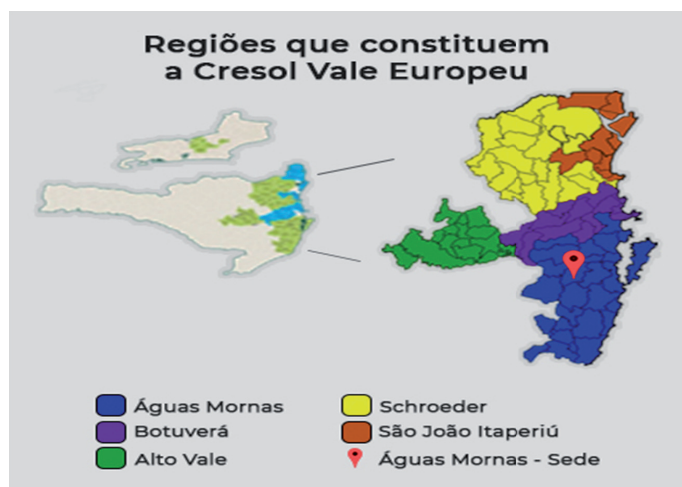 Regiões que constituem
a Cresol Vale Europeu
Águas Mornas
Botuverá
Alto Vale
Schroeder
São João Itaperiú
Águas Mornas - Sede